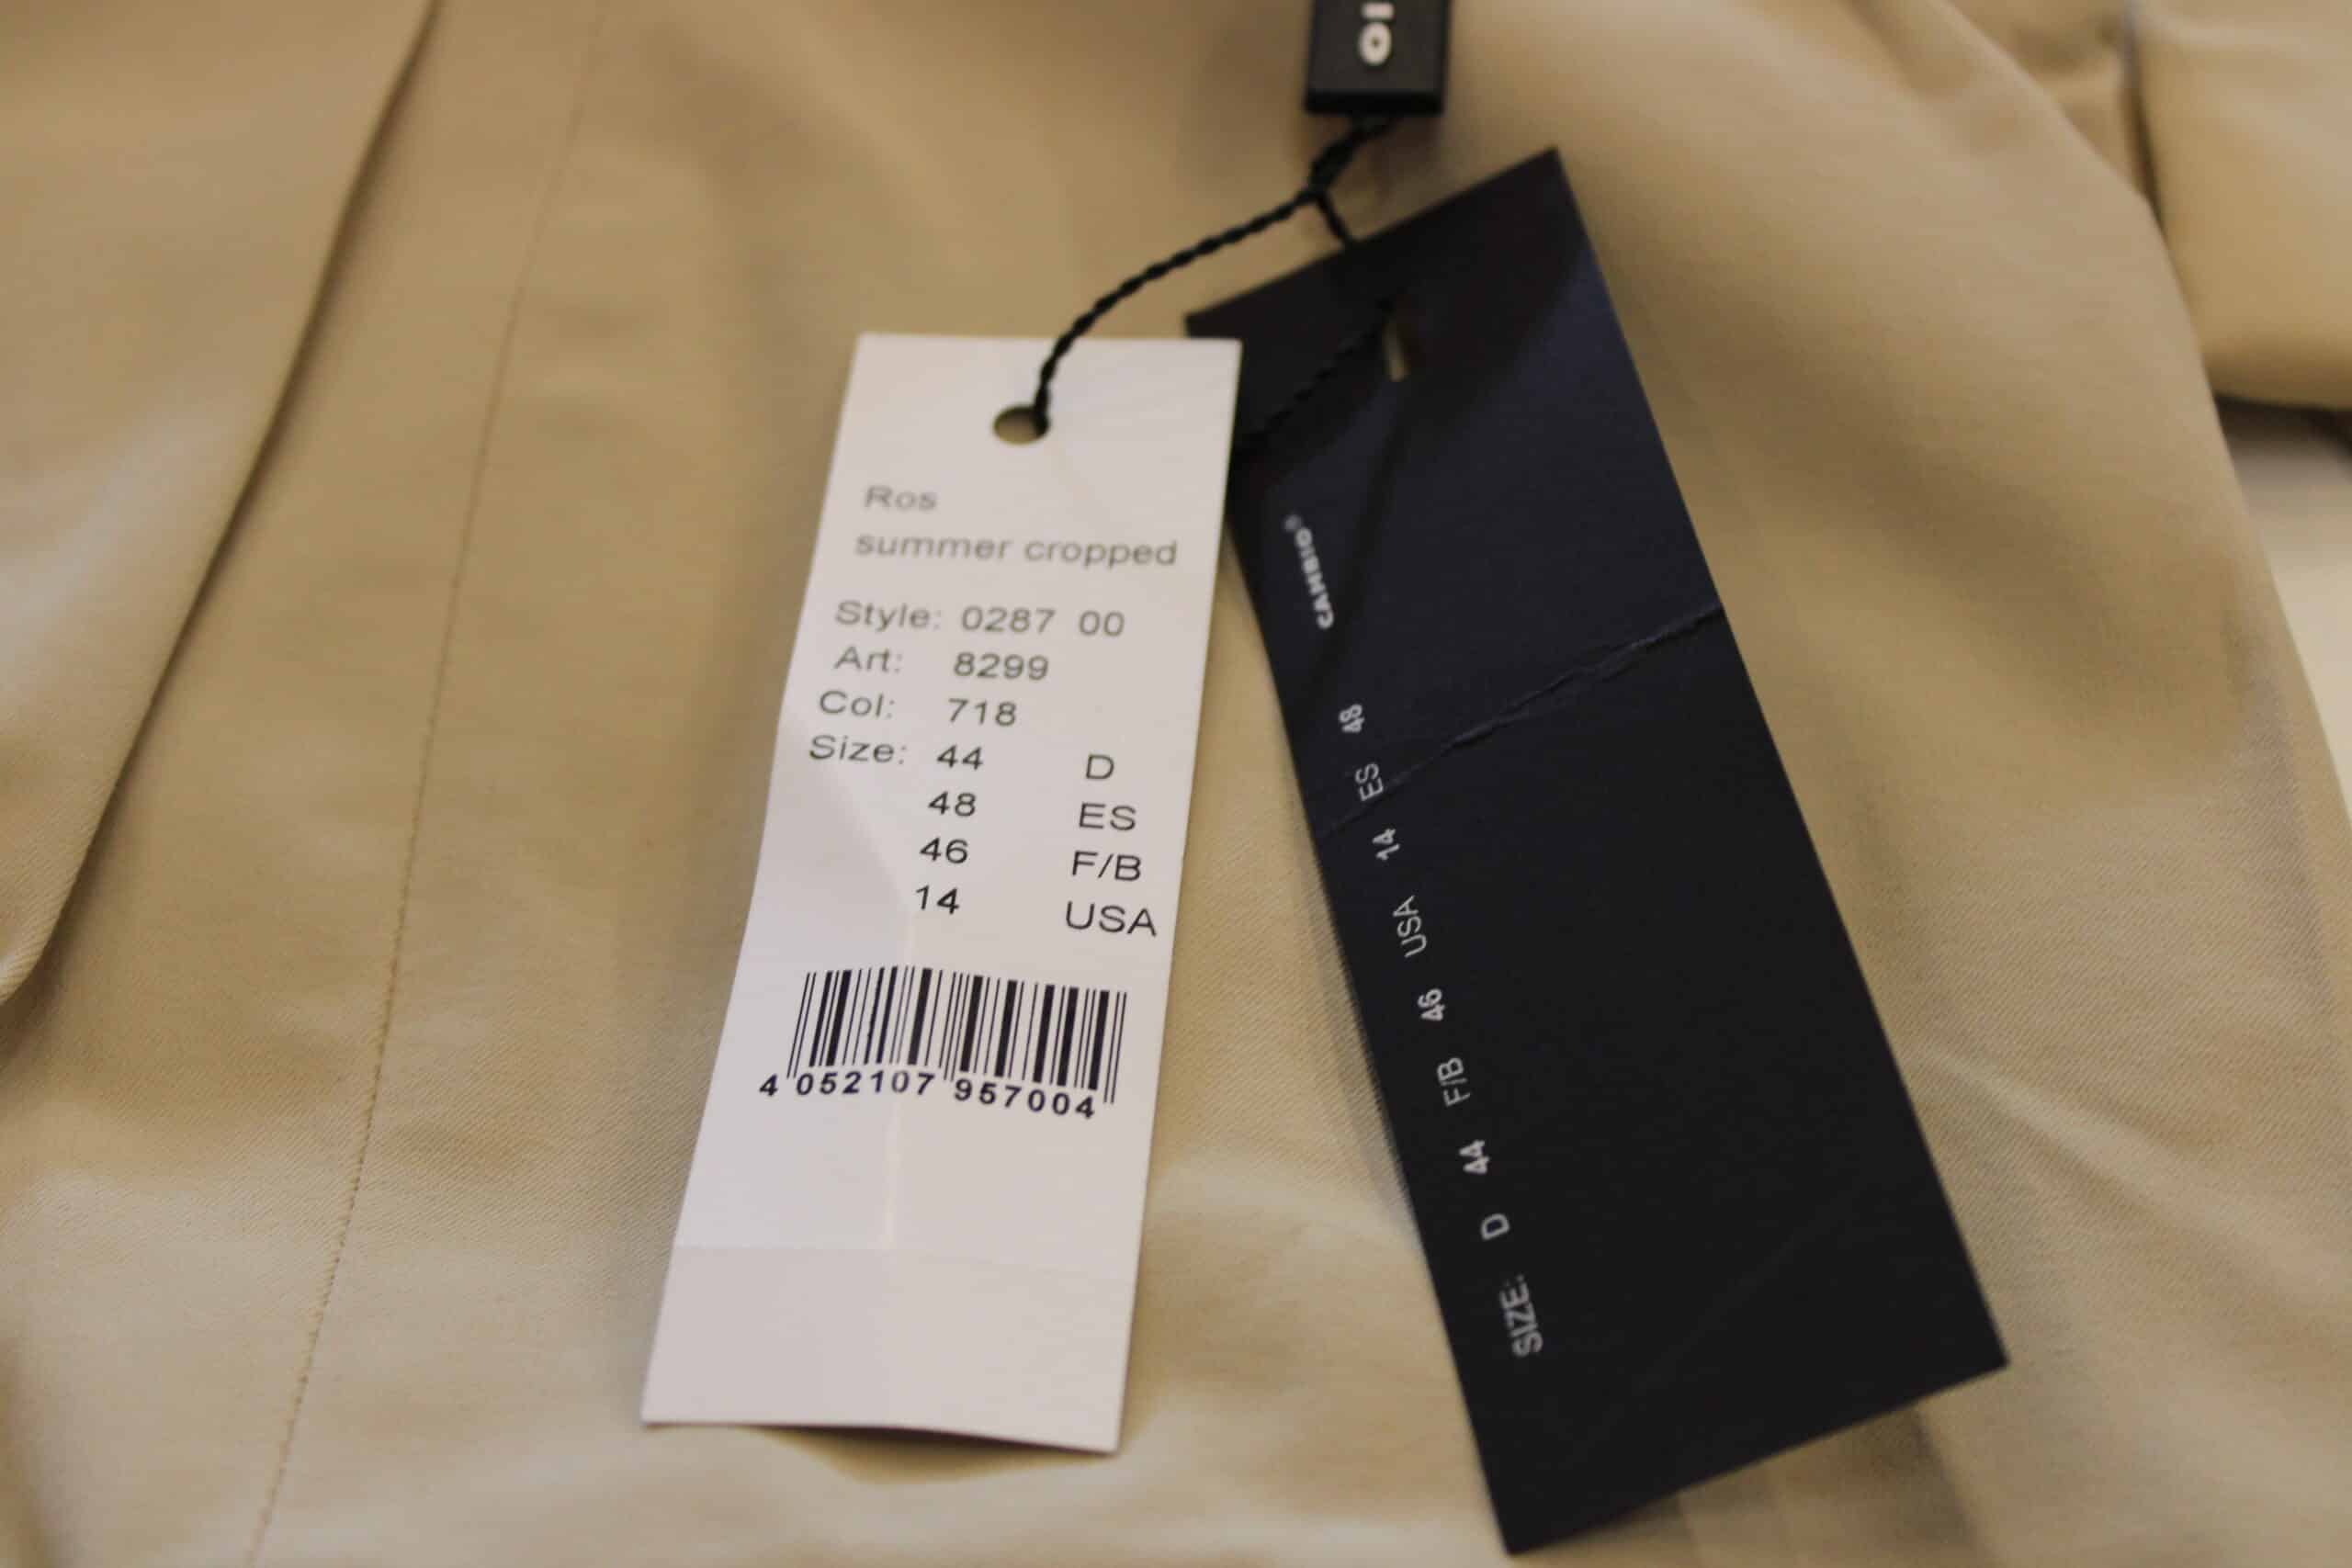 IO
Ros
summer cropped
Style: 0287 00
Art: 8299
Col: 718
Size: 44 D
48 ES
46 F/B
14 USA
4 052107 957004
CAMBIO®
SIZE: D 44 F/B 46 USA 14 ES 48